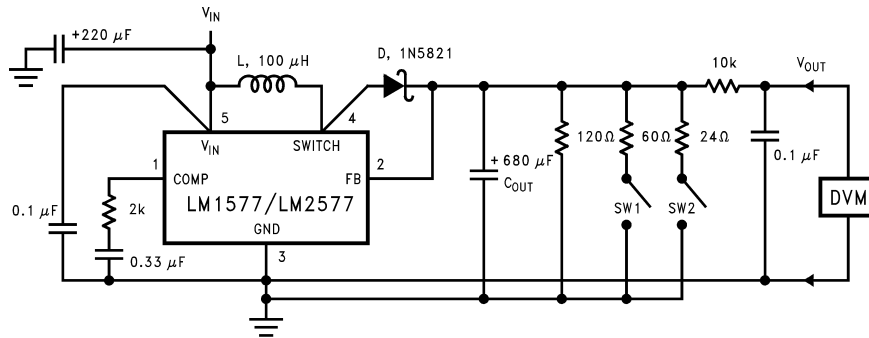 V_IN
+220 μF
L, 100 μH
D, 1N5821
10k
V_OUT
5
4
V_IN
SWITCH
1
2
COMP
FB
LM1577/LM2577
GND
3
2k
0.1 μF
0.33 μF
+680 μF
C_OUT
120Ω
60Ω
24Ω
SW1
SW2
0.1 μF
DVM